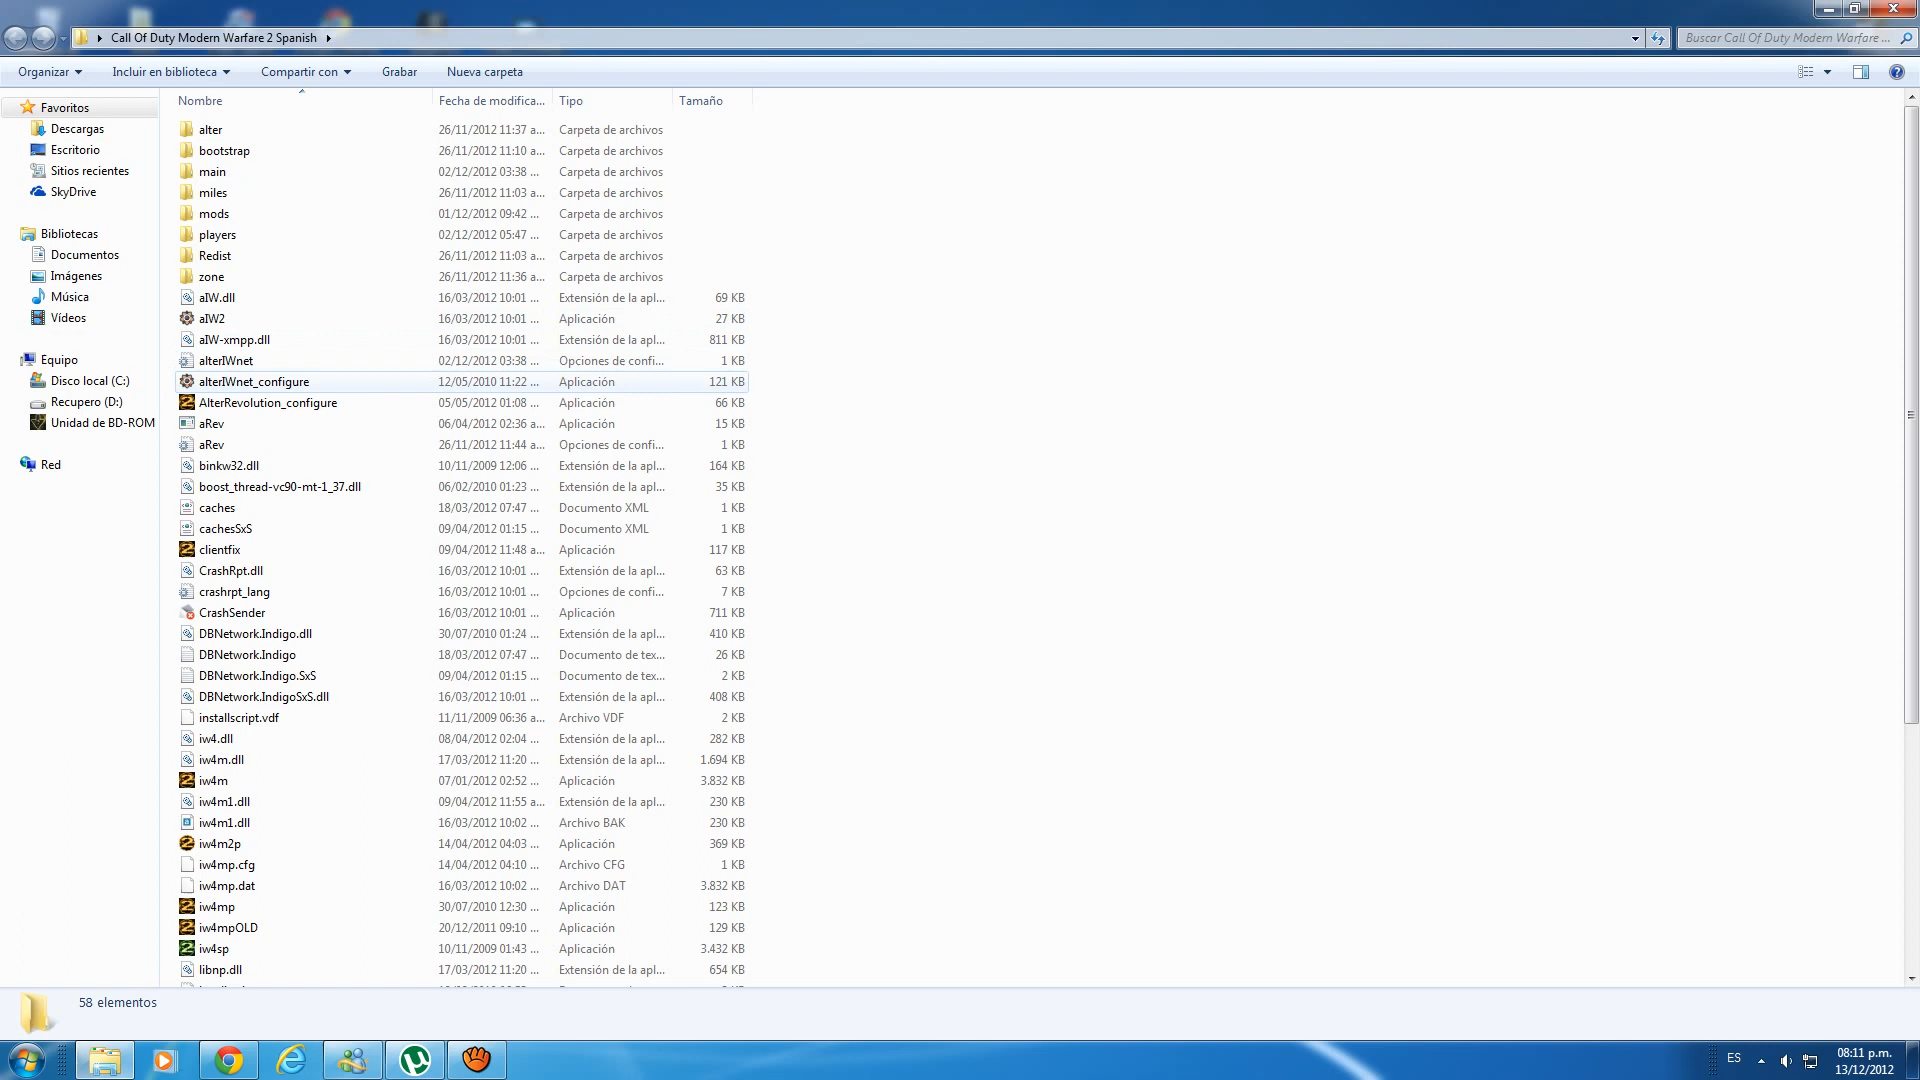 Call Of Duty Modern Warfare 2 Spanish
Buscar Call Of Duty Modern Warfare ...
Organizar Incluir en biblioteca Compartir con Grabar Nueva carpeta
Nombre Fecha de modifica... Tipo Tamaño
Favoritos
Descargas
Escritorio
Sitios recientes
SkyDrive
Bibliotecas
Documentos
Imágenes
Música
Vídeos
Equipo
Disco local (C:)
Recupero (D:)
Unidad de BD-ROM
Red
alter 26/11/2012 11:37 a... Carpeta de archivos
bootstrap 26/11/2012 11:10 a... Carpeta de archivos
main 02/12/2012 03:38 ... Carpeta de archivos
miles 26/11/2012 11:03 a... Carpeta de archivos
mods 01/12/2012 09:42 ... Carpeta de archivos
players 02/12/2012 05:47 ... Carpeta de archivos
Redist 26/11/2012 11:03 a... Carpeta de archivos
zone 26/11/2012 11:36 a... Carpeta de archivos
aIW.dll 16/03/2012 10:01 ... Extensión de la apl... 69 KB
aIW2 16/03/2012 10:01 ... Aplicación 27 KB
aIW-xmpp.dll 16/03/2012 10:01 ... Extensión de la apl... 811 KB
alterIWnet 02/12/2012 03:38 ... Opciones de confi... 1 KB
alterIWnet_configure 12/05/2010 11:22 ... Aplicación 121 KB
AlterRevolution_configure 05/05/2012 01:08 ... Aplicación 66 KB
aRev 06/04/2012 02:36 a... Aplicación 15 KB
aRev 26/11/2012 11:44 a... Opciones de confi... 1 KB
binkw32.dll 10/11/2009 12:06 ... Extensión de la apl... 164 KB
boost_thread-vc90-mt-1_37.dll 06/02/2010 01:23 ... Extensión de la apl... 35 KB
caches 18/03/2012 07:47 ... Documento XML 1 KB
cachesSxS 09/04/2012 01:15 ... Documento XML 1 KB
clientfix 09/04/2012 11:48 a... Aplicación 117 KB
CrashRpt.dll 16/03/2012 10:01 ... Extensión de la apl... 63 KB
crashrpt_lang 16/03/2012 10:01 ... Opciones de confi... 7 KB
CrashSender 16/03/2012 10:01 ... Aplicación 711 KB
DBNetwork.Indigo.dll 30/07/2010 01:24 ... Extensión de la apl... 410 KB
DBNetwork.Indigo 18/03/2012 07:47 ... Documento de tex... 26 KB
DBNetwork.Indigo.SxS 09/04/2012 01:15 ... Documento de tex... 2 KB
DBNetwork.IndigoSxS.dll 16/03/2012 10:01 ... Extensión de la apl... 408 KB
installscript.vdf 11/11/2009 06:36 a... Archivo VDF 2 KB
iw4.dll 08/04/2012 02:04 ... Extensión de la apl... 282 KB
iw4m.dll 17/03/2012 11:20 ... Extensión de la apl... 1.694 KB
iw4m 07/01/2012 02:52 ... Aplicación 3.832 KB
iw4m1.dll 09/04/2012 11:55 a... Extensión de la apl... 230 KB
iw4m1.dll 16/03/2012 10:02 ... Archivo BAK 230 KB
iw4m2p 14/04/2012 04:03 ... Aplicación 369 KB
iw4mp.cfg 14/04/2012 04:10 ... Archivo CFG 1 KB
iw4mp.dat 16/03/2012 10:02 ... Archivo DAT 3.832 KB
iw4mp 30/07/2010 12:30 ... Aplicación 123 KB
iw4mpOLD 20/12/2011 09:10 ... Aplicación 129 KB
iw4sp 10/11/2009 01:43 ... Aplicación 3.432 KB
libnp.dll 17/03/2012 11:20 ... Extensión de la apl... 654 KB
58 elementos
ES
08:11 p.m.
13/12/2012